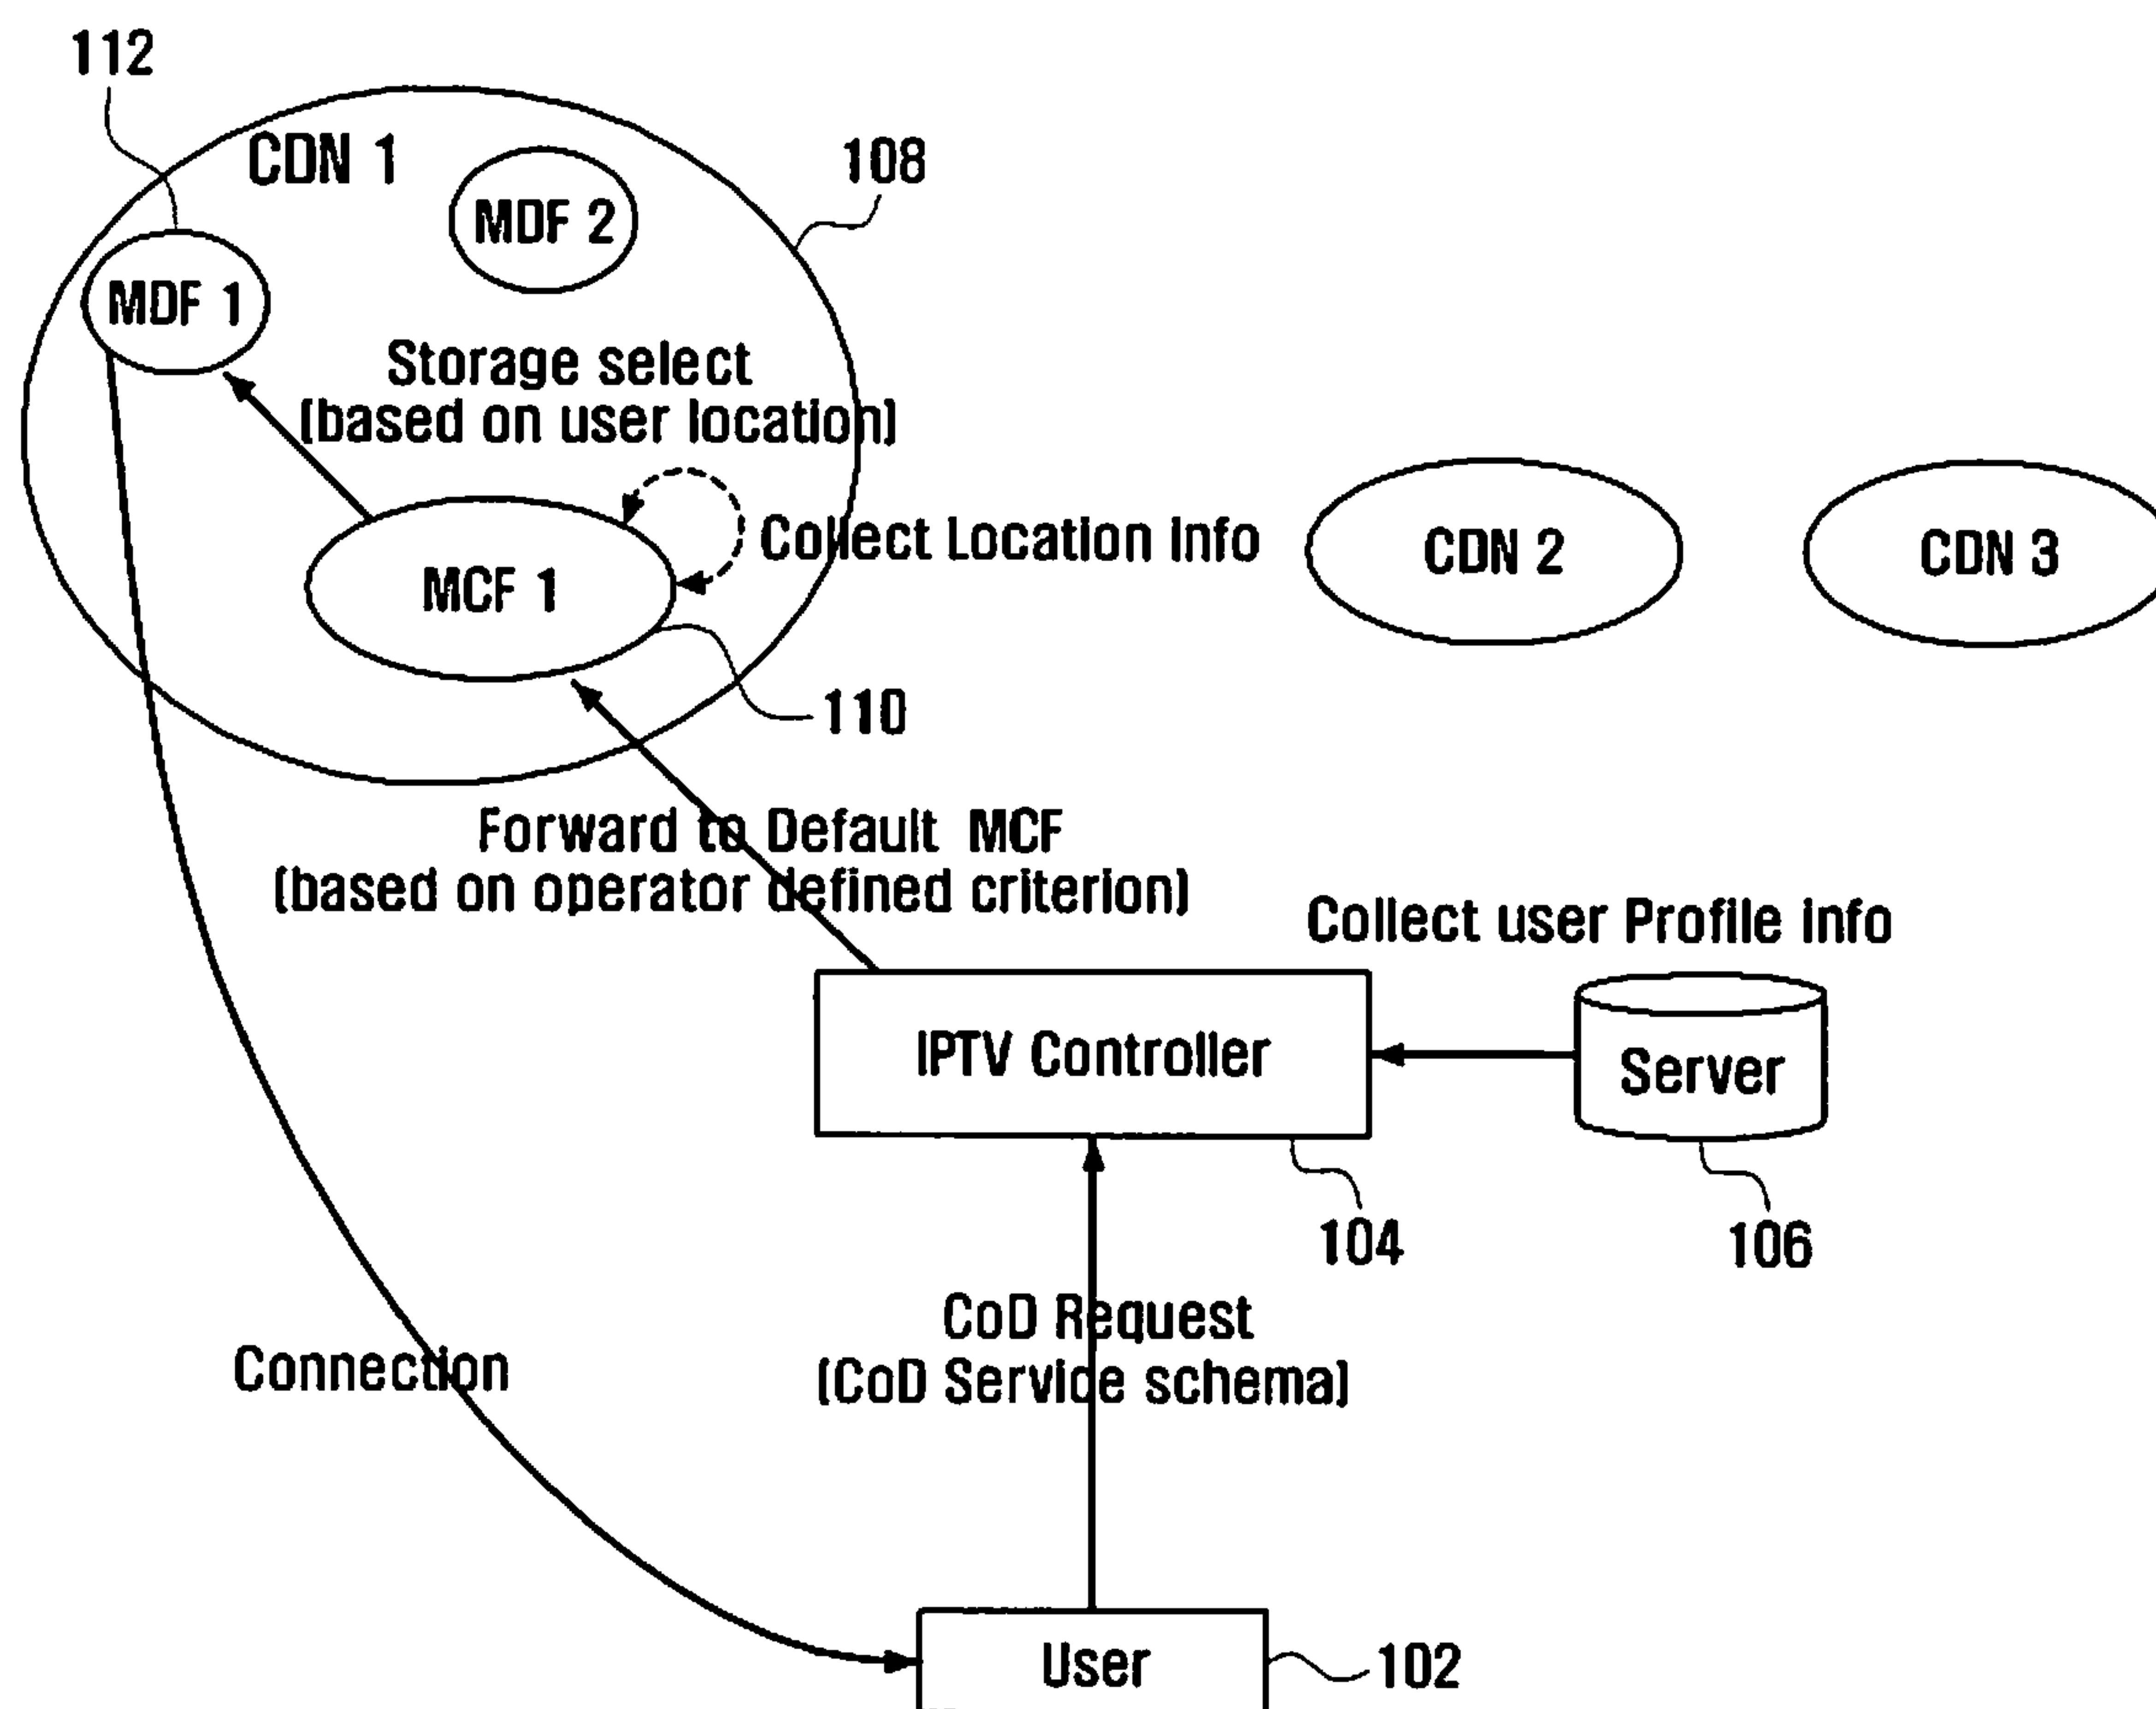 112
CDN 1
108
MDF 2
MDF 1
Storage select
(based on user location)
Collect Location Info
CDN 2
CDN 3
MCF 1
110
Forward to Default MCF
(based on operator defined criterion)
Collect user Profile info
IPTV Controller
Server
104
106
CoD Request
(CoD Service schema)
Connection
User
102